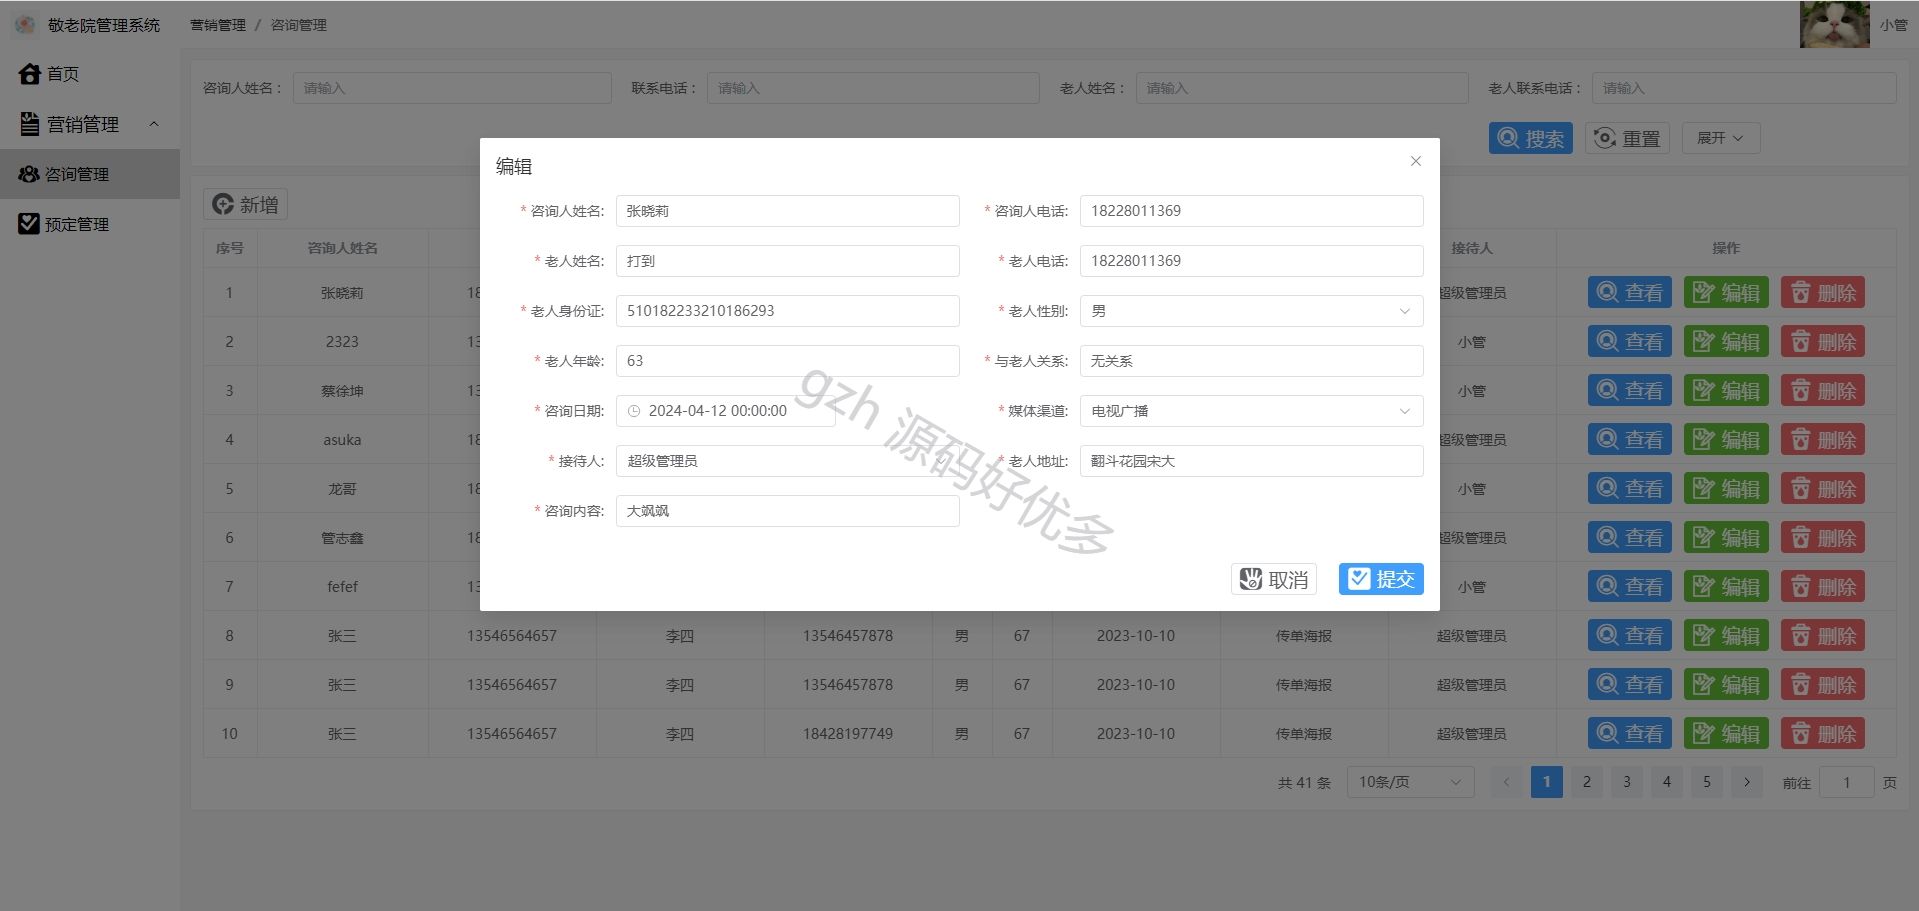 敬老院管理系统
营销管理 / 咨询管理
小管
首页
营销管理
咨询管理
预定管理
咨询人姓名： 请输入 联系电话： 请输入 老人姓名： 请输入 老人联系电话： 请输入
搜索 重置 展开
新增
编辑
* 咨询人姓名: 张晓莉 * 咨询人电话: 18228011369
* 老人姓名: 打到 * 老人电话: 18228011369
* 老人身份证: 510182233210186293 * 老人性别: 男
* 老人年龄: 63 * 与老人关系: 无关系
* 咨询日期: 2024-04-12 00:00:00 * 媒体渠道: 电视广播
* 接待人: 超级管理员 * 老人地址: 翻斗花园宋大
* 咨询内容: 大飒飒
取消 提交
gzh 源码好优多
序号 咨询人姓名 接待人 操作
1 张晓莉 18 超级管理员 查看 编辑 删除
2 2323 13 小管 查看 编辑 删除
3 蔡徐坤 13 小管 查看 编辑 删除
4 asuka 18 超级管理员 查看 编辑 删除
5 龙哥 18 小管 查看 编辑 删除
6 管志鑫 18 超级管理员 查看 编辑 删除
7 fefef 13 小管 查看 编辑 删除
8 张三 13546564657 李四 13546457878 男 67 2023-10-10 传单海报 超级管理员 查看 编辑 删除
9 张三 13546564657 李四 13546457878 男 67 2023-10-10 传单海报 超级管理员 查看 编辑 删除
10 张三 13546564657 李四 18428197749 男 67 2023-10-10 传单海报 超级管理员 查看 编辑 删除
共 41 条 10条/页 1 2 3 4 5 前往 1 页